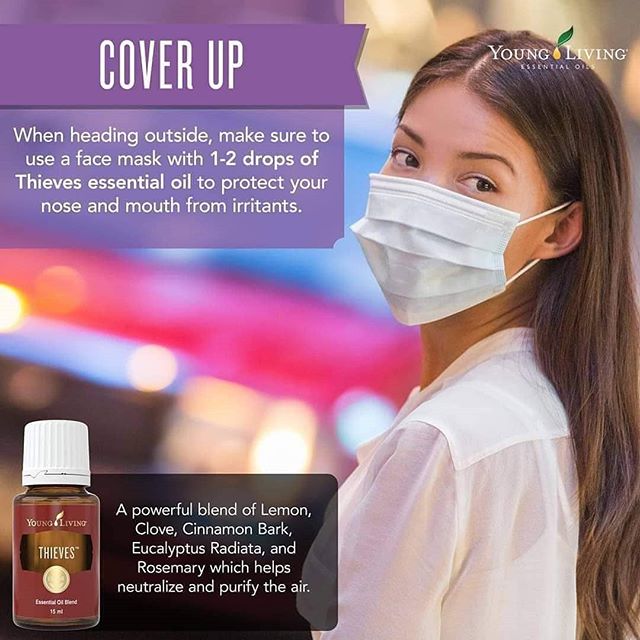 YOUNG LIVING
ESSENTIAL OILS
COVER UP
When heading outside, make sure to
use a face mask with 1-2 drops of
Thieves essential oil to protect your
nose and mouth from irritants.
A powerful blend of Lemon,
Clove, Cinnamon Bark,
Eucalyptus Radiata, and
Rosemary which helps
neutralize and purify the air.
YOUNG LIVING
THIEVES™
Essential Oil Blend
15 ml